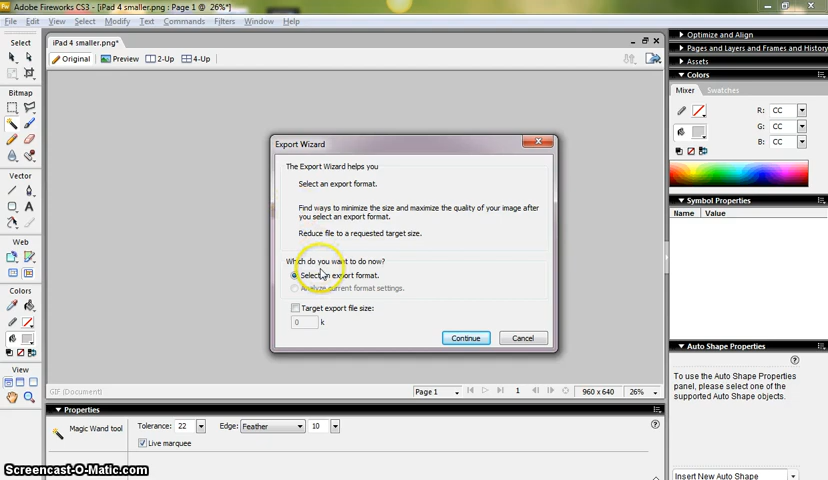 Adobe Fireworks CS3 - [iPad 4 smaller.png : Page 1 @ 26%*]
File Edit View Select Modify Text Commands Filters Window Help
Select
Bitmap
Vector
Web
Colors
View
iPad 4 smaller.png*
Original Preview 2-Up 4-Up
Export Wizard
The Export Wizard helps you
Select an export format.
Find ways to minimize the size and maximize the quality of your image after
you select an export format.
Reduce file to a requested target size.
Which do you want to do now?
Select an export format.
Analyze current format settings.
Target export file size:
0 k
Continue Cancel
GIF (Document)
Page 1 1 960 x 640 26%
Properties
Magic Wand tool
Tolerance: 22 Edge: Feather 10
Live marquee
Optimize and Align
Pages and Layers and Frames and History
Assets
Colors
Mixer Swatches
R: CC
G: CC
B: CC
Symbol Properties
Name Value
Auto Shape Properties
To use the Auto Shape Properties
panel, please select one of the
supported Auto Shape objects.
Insert New Auto Shape
Screencast-O-Matic.com